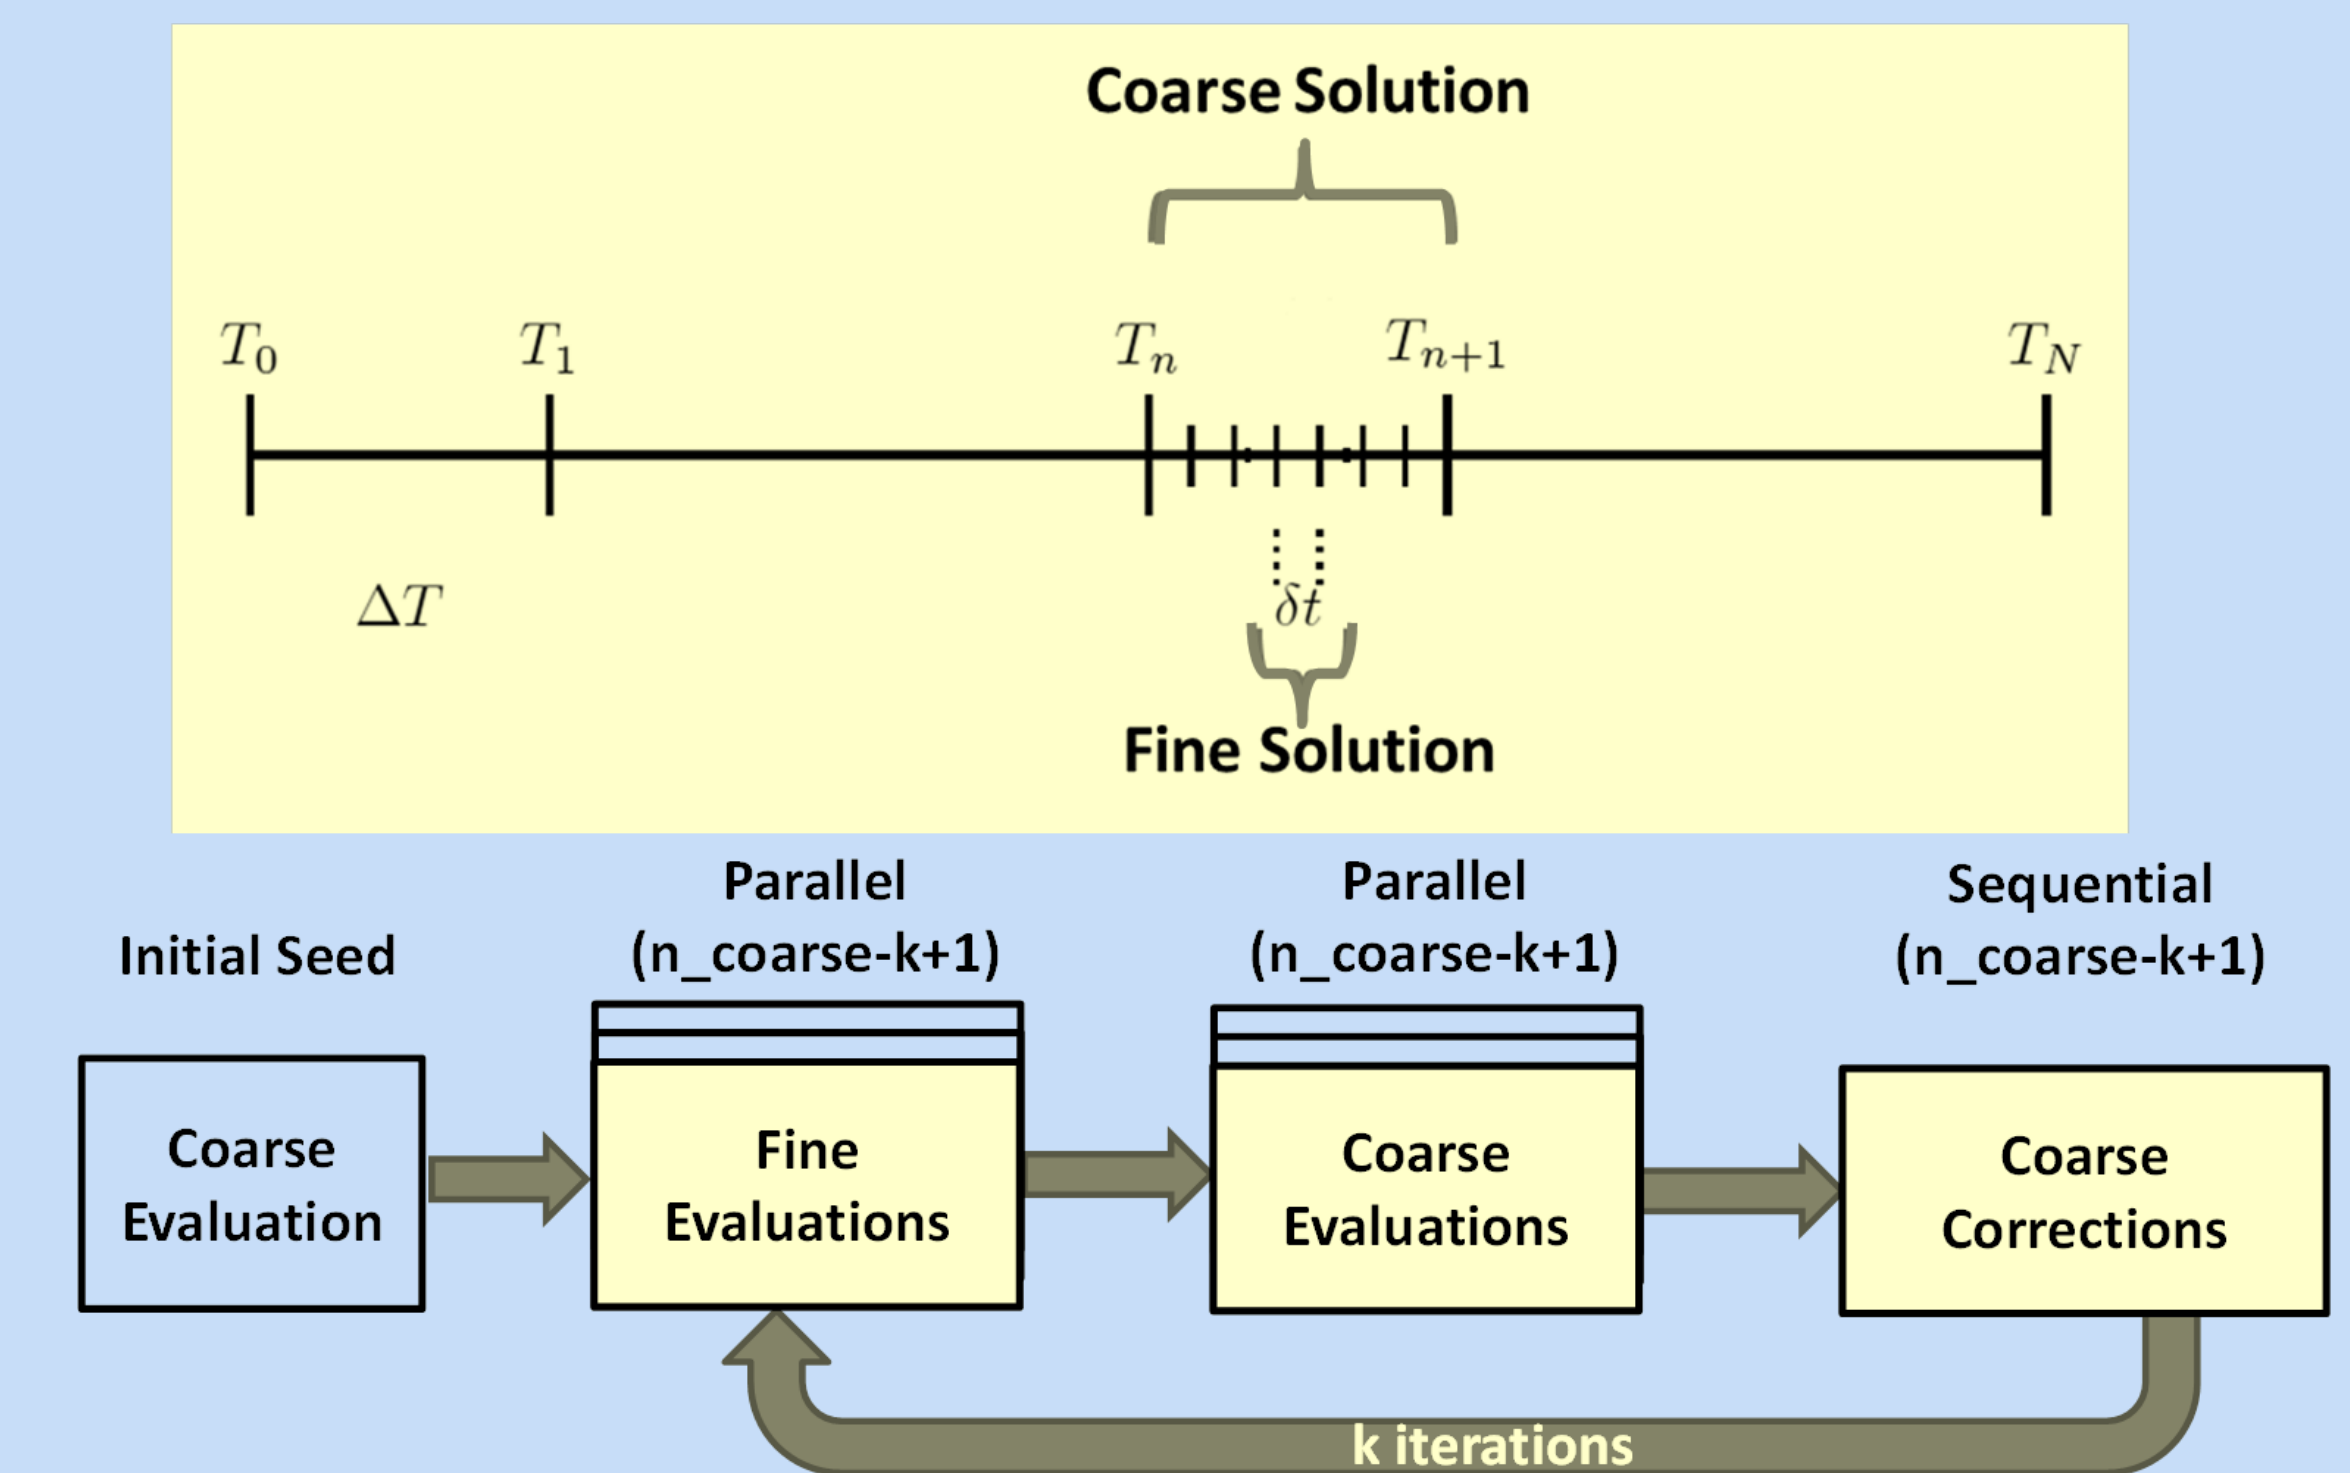 Coarse Solution
T₀ T₁ Tₙ Tₙ₊₁ T_N
ΔT
δt
Fine Solution
Initial Seed
Parallel
(n_coarse-k+1)
Parallel
(n_coarse-k+1)
Sequential
(n_coarse-k+1)
Coarse
Evaluation
Fine
Evaluations
Coarse
Evaluations
Coarse
Corrections
k iterations